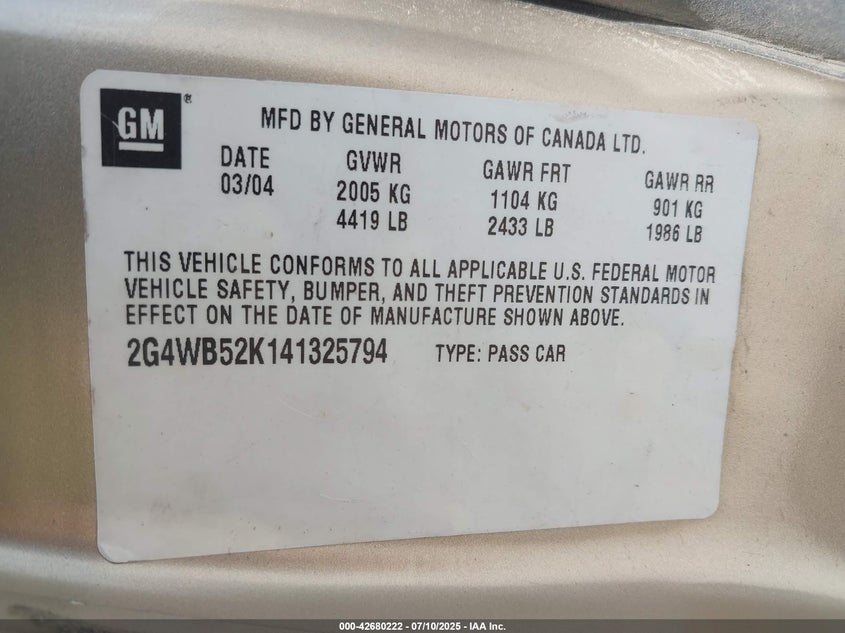 GM ®
MFD BY GENERAL MOTORS OF CANADA LTD.
DATE GVWR GAWR FRT GAWR RR
03/04 2005 KG 1104 KG 901 KG
4419 LB 2433 LB 1986 LB
THIS VEHICLE CONFORMS TO ALL APPLICABLE U.S. FEDERAL MOTOR
VEHICLE SAFETY, BUMPER, AND THEFT PREVENTION STANDARDS IN
EFFECT ON THE DATE OF MANUFACTURE SHOWN ABOVE.
2G4WB52K141325794 TYPE: PASS CAR
000-42680222 / 07/10/2025 - IAA Inc.